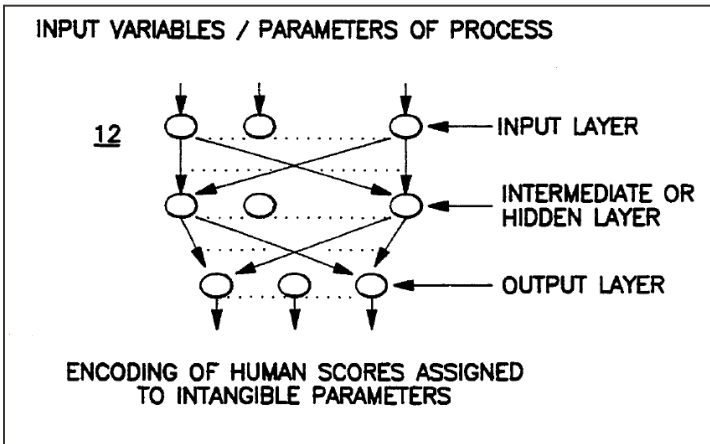 INPUT VARIABLES / PARAMETERS OF PROCESS
12
INPUT LAYER
INTERMEDIATE OR
HIDDEN LAYER
OUTPUT LAYER
ENCODING OF HUMAN SCORES ASSIGNED
TO INTANGIBLE PARAMETERS